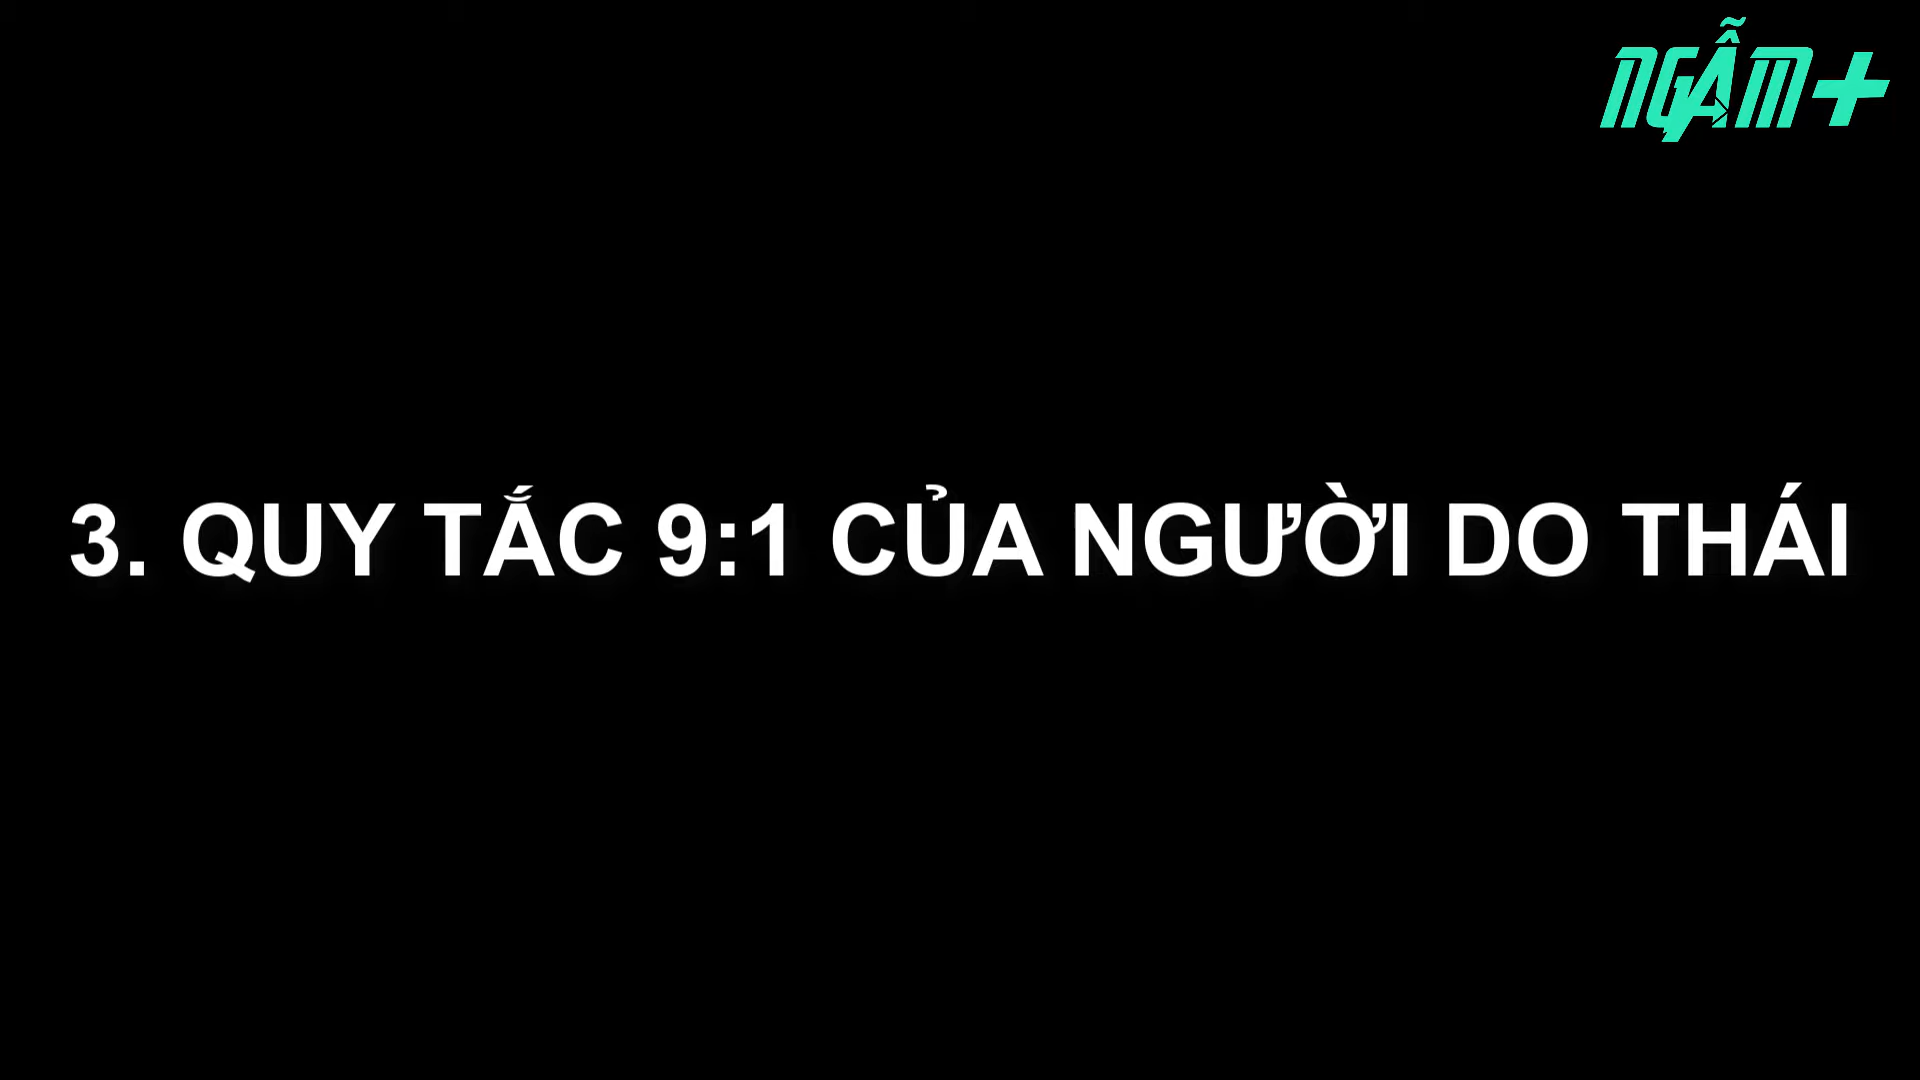 NGẪM+
3. QUY TẮC 9:1 CỦA NGƯỜI DO THÁI